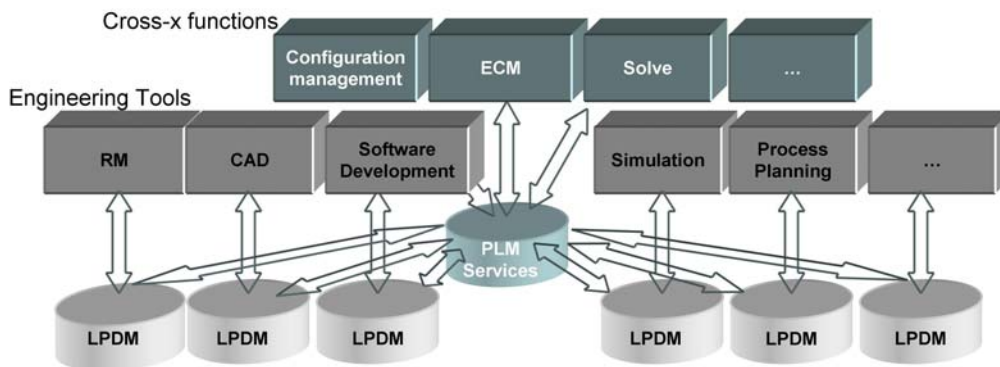 Cross-x functions
Configuration
management
ECM
Solve
...
Engineering Tools
RM
CAD
Software
Development
Simulation
Process
Planning
...
PLM
Services
LPDM
LPDM
LPDM
LPDM
LPDM
LPDM